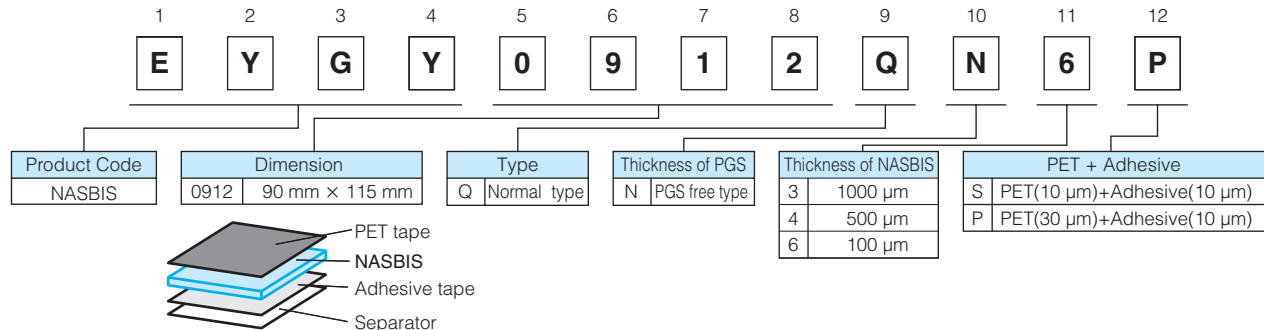 1 2 3 4 5 6 7 8 9 10 11 12
E Y G Y 0 9 1 2 Q N 6 P
Product Code
NASBIS
Dimension
0912 90 mm × 115 mm
Type
Q Normal type
Thickness of PGS
N PGS free type
Thickness of NASBIS
3 1000 µm
4 500 µm
6 100 µm
PET + Adhesive
S PET(10 µm)+Adhesive(10 µm)
P PET(30 µm)+Adhesive(10 µm)
PET tape
NASBIS
Adhesive tape
Separator